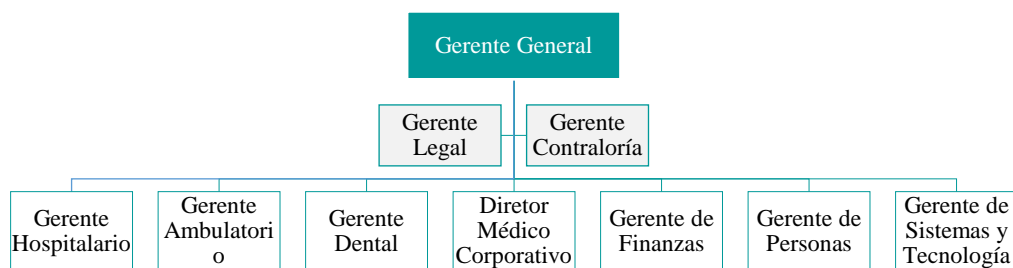 Gerente General
Gerente
Legal
Gerente
Contraloría
Gerente
Hospitalario
Gerente
Ambulatori
o
Gerente
Dental
Diretor
Médico
Corporativo
Gerente de
Finanzas
Gerente de
Personas
Gerente de
Sistemas y
Tecnología